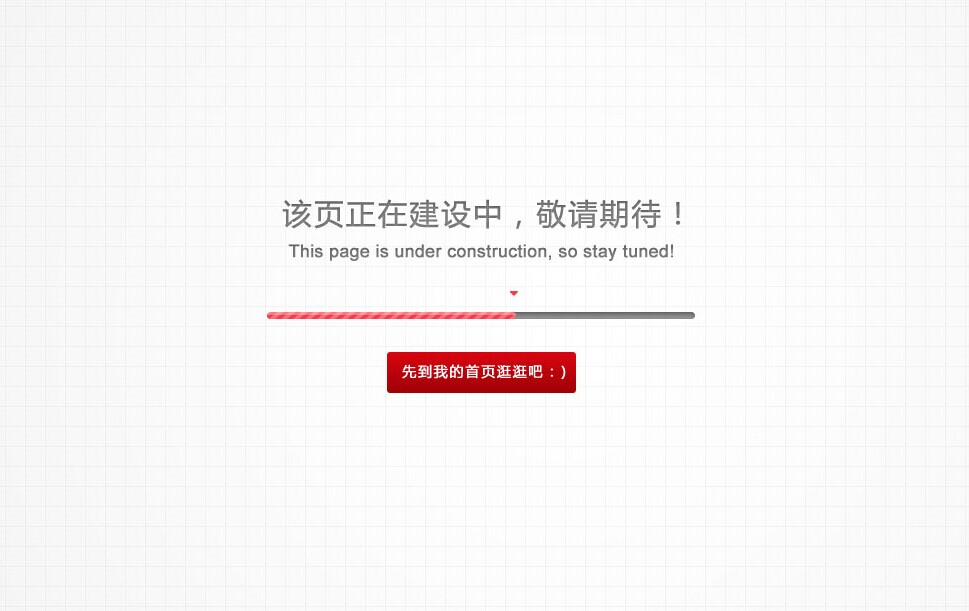 该页正在建设中，敬请期待！
This page is under construction, so stay tuned!
先到我的首页逛逛吧：)